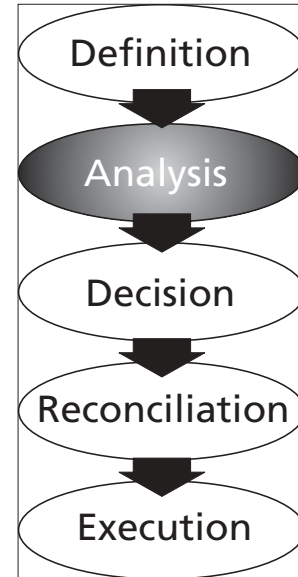 Definition
Analysis
Decision
Reconciliation
Execution